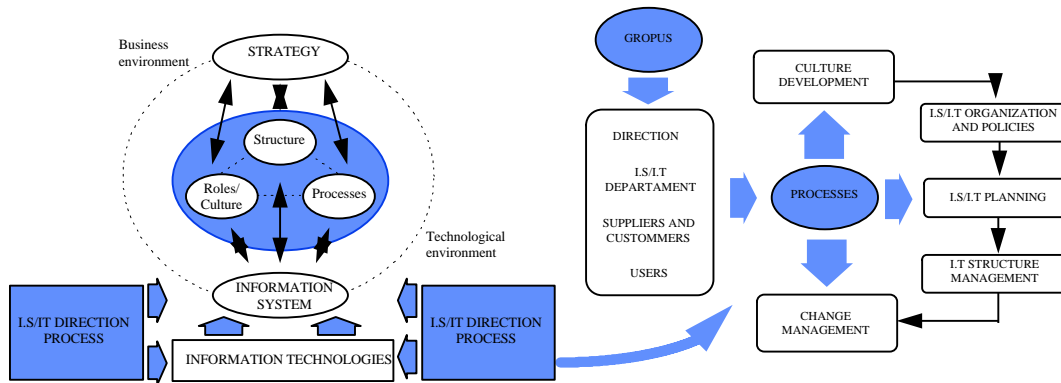 Business
environment
STRATEGY
Structure
Roles/
Culture
Processes
Technological
environment
INFORMATION
SYSTEM
I.S/IT DIRECTION
PROCESS
INFORMATION TECHNOLOGIES
I.S/IT DIRECTION
PROCESS
GROPUS
DIRECTION
I.S/I.T
DEPARTAMENT
SUPPLIERS AND
CUSTOMMERS
USERS
PROCESSES
CULTURE
DEVELOPMENT
I.S/I.T ORGANIZATION
AND POLICIES
I.S/I.T PLANNING
I.T STRUCTURE
MANAGEMENT
CHANGE
MANAGEMENT